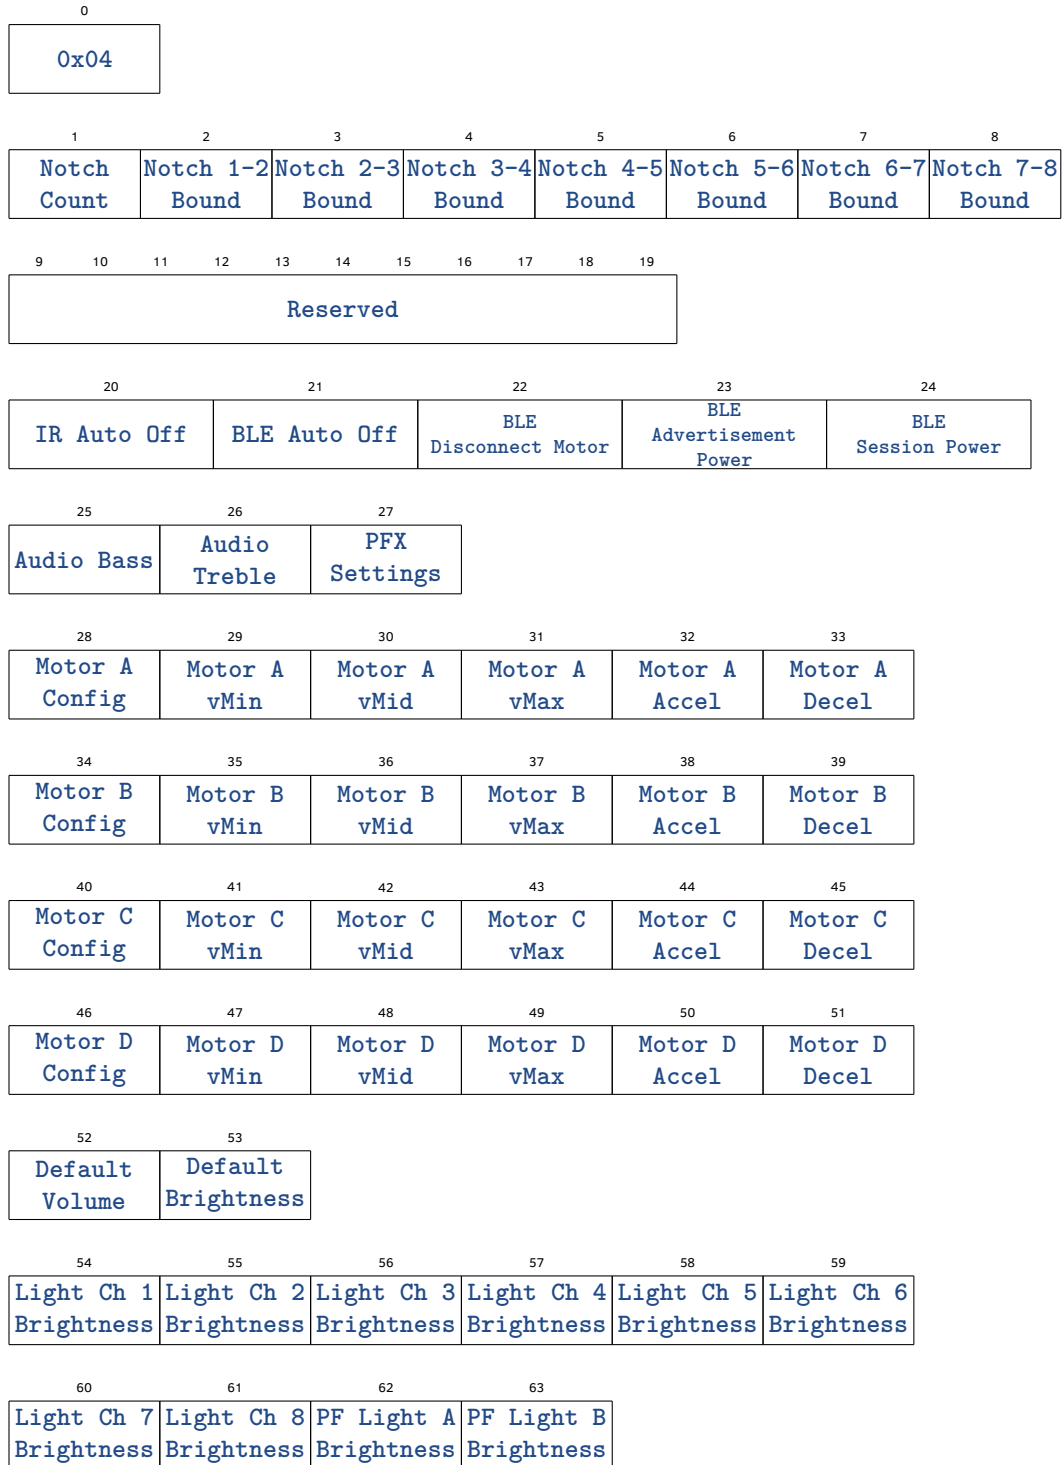 0
0x04
1 2 3 4 5 6 7 8
Notch Notch 1-2 Notch 2-3 Notch 3-4 Notch 4-5 Notch 5-6 Notch 6-7 Notch 7-8
Count Bound Bound Bound Bound Bound Bound Bound
9 10 11 12 13 14 15 16 17 18 19
Reserved
20 21 22 23 24
IR Auto Off
BLE Auto Off
BLE
Disconnect Motor
BLE
Advertisement
Power
BLE
Session Power
25 26 27
Audio Bass
Audio
Treble
PFX
Settings
28 29 30 31 32 33
Motor A Motor A Motor A Motor A Motor A Motor A
Config vMin vMid vMax Accel Decel
34 35 36 37 38 39
Motor B Motor B Motor B Motor B Motor B Motor B
Config vMin vMid vMax Accel Decel
40 41 42 43 44 45
Motor C Motor C Motor C Motor C Motor C Motor C
Config vMin vMid vMax Accel Decel
46 47 48 49 50 51
Motor D Motor D Motor D Motor D Motor D Motor D
Config vMin vMid vMax Accel Decel
52 53
Default Default
Volume Brightness
54 55 56 57 58 59
Light Ch 1 Light Ch 2 Light Ch 3 Light Ch 4 Light Ch 5 Light Ch 6
Brightness Brightness Brightness Brightness Brightness Brightness
60 61 62 63
Light Ch 7 Light Ch 8 PF Light A PF Light B
Brightness Brightness Brightness Brightness